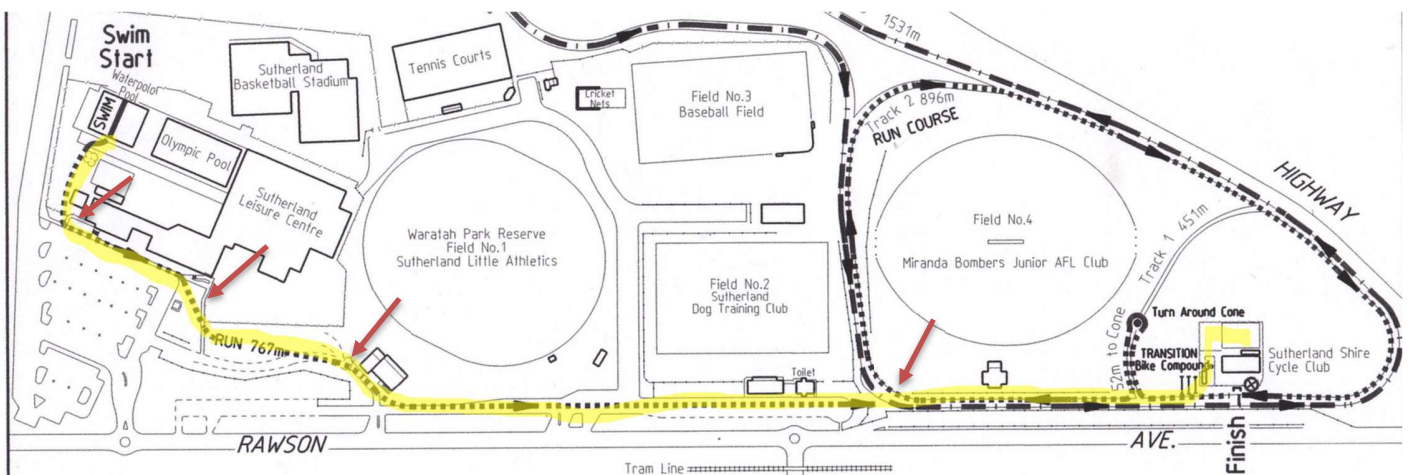 Swim
Start
Waterpolo
Pool
SWIM
Olympic Pool
Sutherland
Basketball Stadium
Sutherland
Leisure Centre
Tennis Courts
Cricket
Nets
Field No.3
Baseball Field
1531m
Track 2 896m
RUN COURSE
HIGHWAY
Waratah Park Reserve
Field No.1
Sutherland Little Athletics
Field No.2
Sutherland
Dog Training Club
Toilet
Field No.4
Miranda Bombers Junior AFL Club
Track 1 451m
Turn Around Cone
52m to Cone
TRANSITION
Bike Compound
Sutherland Shire
Cycle Club
RUN 767m
RAWSON
AVE.
Finish
Tram Line